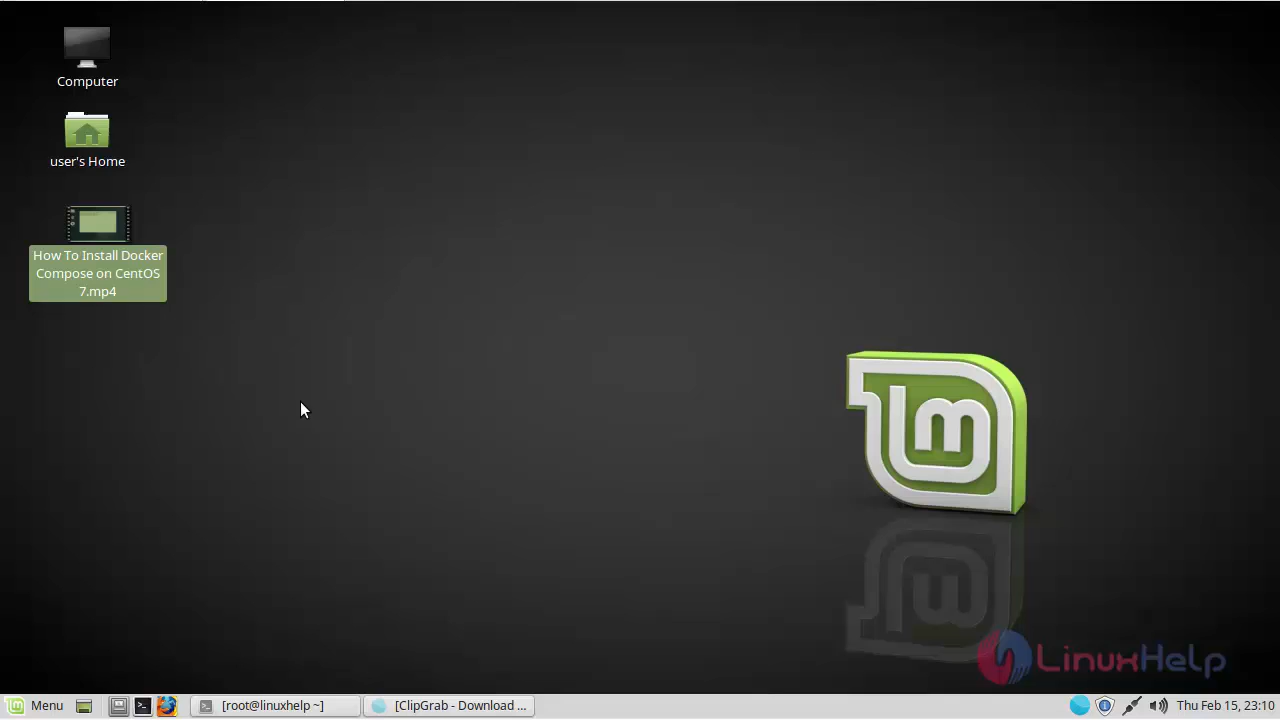 Computer
user's Home
How To Install Docker
Compose on CentOS
7.mp4
LinuxHelp
Menu
[root@linuxhelp ~]
[ClipGrab - Download ...
Thu Feb 15, 23:10